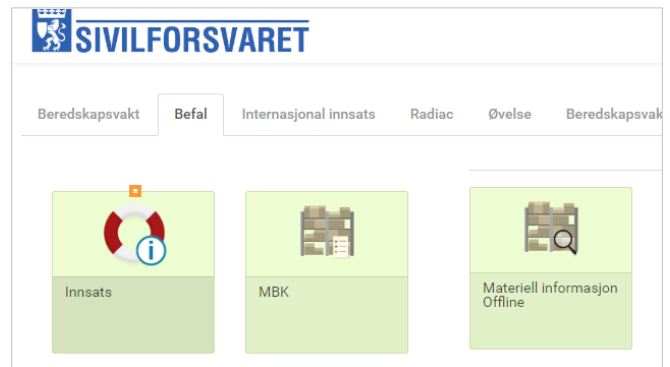 SIVILFORSVARET
Beredskapsvakt Befal Internasjonal innsats Radiac Øvelse Beredskapsvak
Innsats
MBK
Materiell informasjon
Offline